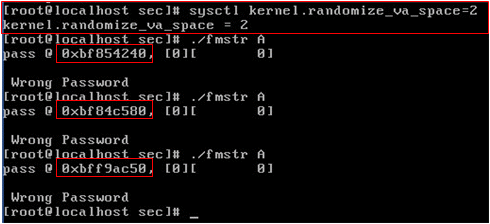 [root@localhost sec]# sysctl kernel.randomize_va_space=2
kernel.randomize_va_space = 2
[root@localhost sec]# ./fmstr A
pass @ 0xbf854240, [0][        0]
Wrong Password
[root@localhost sec]# ./fmstr A
pass @ 0xbf84c580, [0][        0]
Wrong Password
[root@localhost sec]# ./fmstr A
pass @ 0xbff9ac50, [0][        0]
Wrong Password
[root@localhost sec]# _